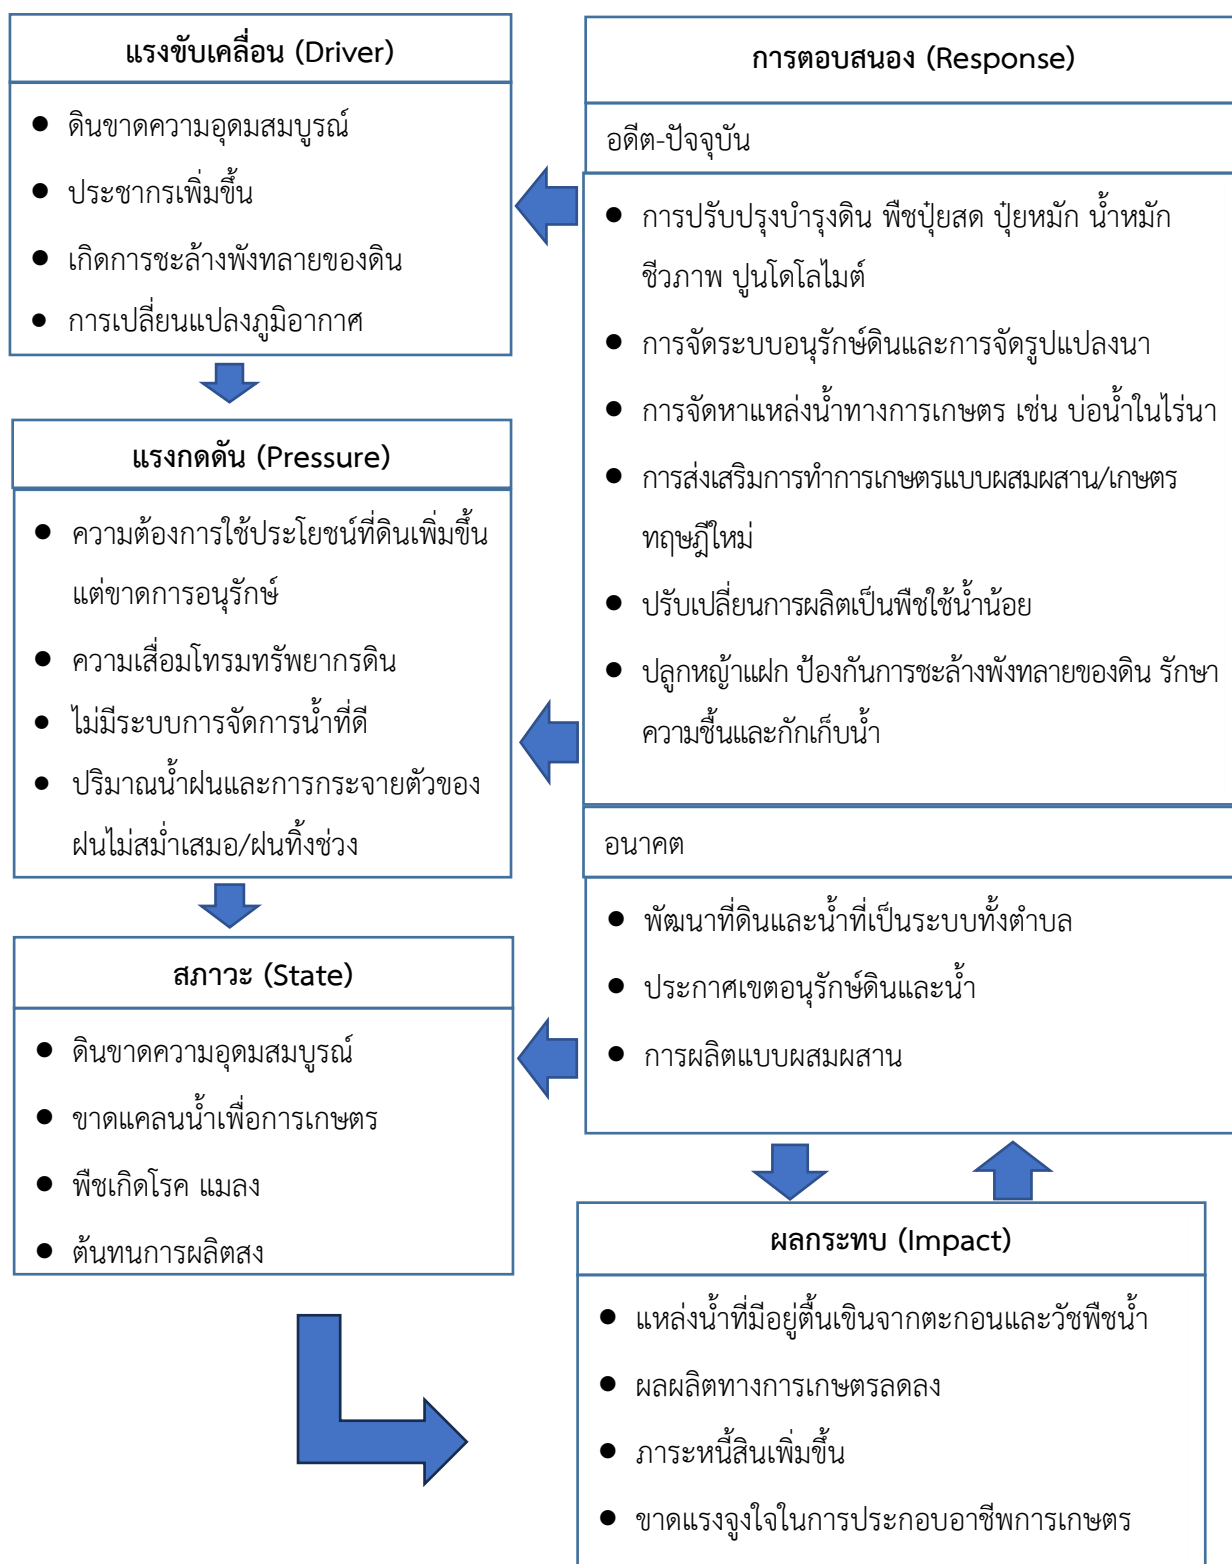 แรงขับเคลื่อน (Driver)
● ดินขาดความอุดมสมบูรณ์
● ประชากรเพิ่มขึ้น
● เกิดการชะล้างพังทลายของดิน
● การเปลี่ยนแปลงภูมิอากาศ
แรงกดดัน (Pressure)
● ความต้องการใช้ประโยชน์ที่ดินเพิ่มขึ้น
แต่ขาดการอนุรักษ์
● ความเสื่อมโทรมทรัพยากรดิน
● ไม่มีระบบการจัดการน้ำที่ดี
● ปริมาณน้ำฝนและการกระจายตัวของ
ฝนไม่สม่ำเสมอ/ฝนทิ้งช่วง
สภาวะ (State)
● ดินขาดความอุดมสมบูรณ์
● ขาดแคลนน้ำเพื่อการเกษตร
● พืชเกิดโรค แมลง
● ต้นทนการผลิตสง
การตอบสนอง (Response)
อดีต-ปัจจุบัน
● การปรับปรุงบำรุงดิน พืชปุ๋ยสด ปุ๋ยหมัก น้ำหมัก
ชีวภาพ ปูนโดโลไมต์
● การจัดระบบอนุรักษ์ดินและการจัดรูปแปลงนา
● การจัดหาแหล่งน้ำทางการเกษตร เช่น บ่อน้ำในไร่นา
● การส่งเสริมการทำการเกษตรแบบผสมผสาน/เกษตร
ทฤษฎีใหม่
● ปรับเปลี่ยนการผลิตเป็นพืชใช้น้ำน้อย
● ปลูกหญ้าแฝก ป้องกันการชะล้างพังทลายของดิน รักษา
ความชื้นและกักเก็บน้ำ
อนาคต
● พัฒนาที่ดินและน้ำที่เป็นระบบทั้งตำบล
● ประกาศเขตอนุรักษ์ดินและน้ำ
● การผลิตแบบผสมผสาน
ผลกระทบ (Impact)
● แหล่งน้ำที่มีอยู่ตื้นเขินจากตะกอนและวัชพืชน้ำ
● ผลผลิตทางการเกษตรลดลง
● ภาระหนี้สินเพิ่มขึ้น
● ขาดแรงจูงใจในการประกอบอาชีพการเกษตร